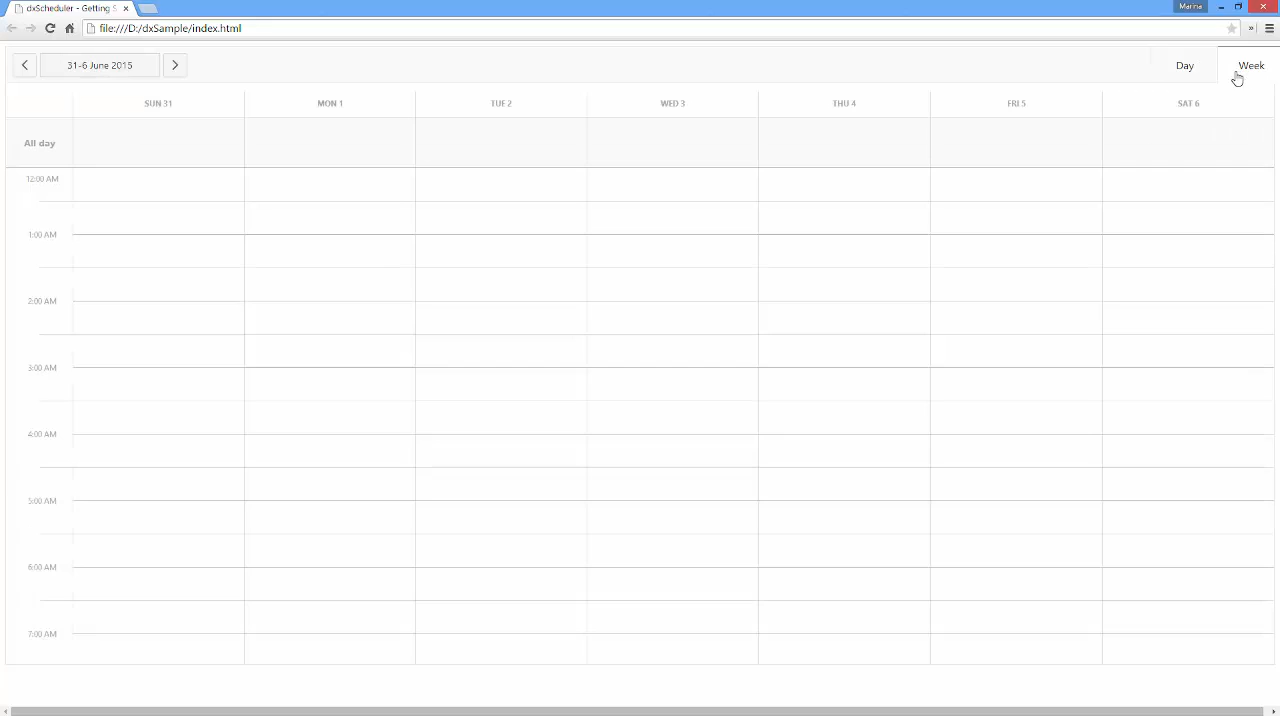 dxScheduler - Getting S
Marina
file:///D:/dxSample/index.html
31-6 June 2015
Day
Week
SUN 31
MON 1
TUE 2
WED 3
THU 4
FRI 5
SAT 6
All day
12:00 AM
1:00 AM
2:00 AM
3:00 AM
4:00 AM
5:00 AM
6:00 AM
7:00 AM